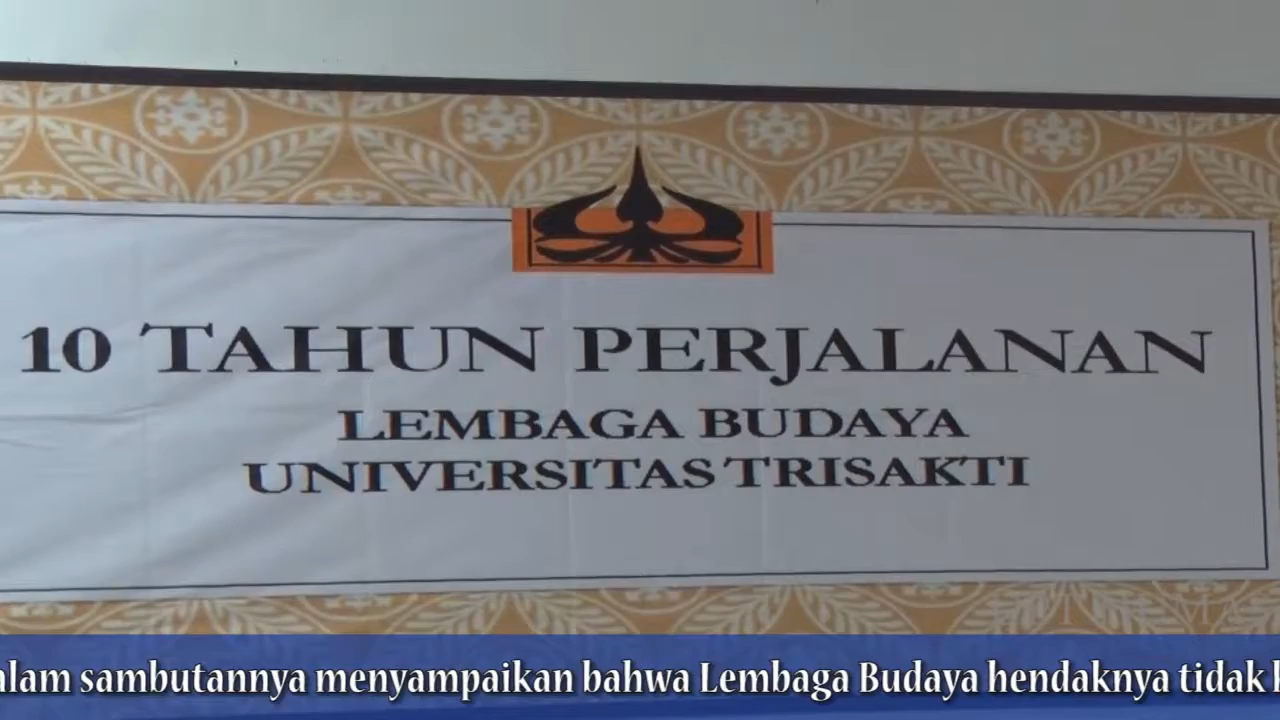 10 TAHUN PERJALANAN
LEMBAGA BUDAYA
UNIVERSITAS TRISAKTI
sambutannya menyampaikan bahwa Lembaga Budaya hendaknya tidak